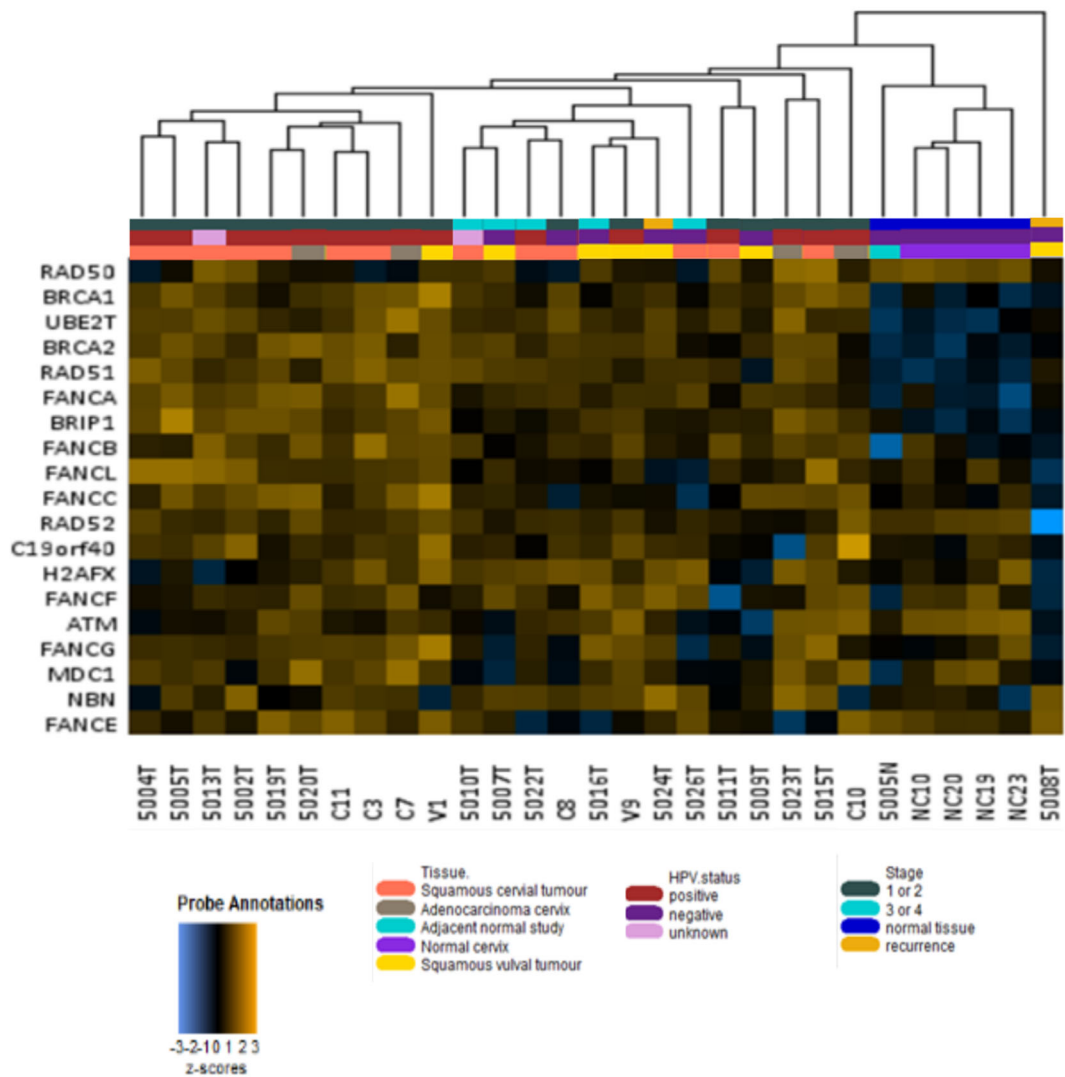 RAD50
BRCA1
UBE2T
BRCA2
RAD51
FANCA
BRIP1
FANCB
FANCL
FANCC
RAD52
C19orf40
H2AFX
FANCF
ATM
FANCG
MDC1
NBN
FANCE
5004T
5005T
5013T
5002T
5019T
5020T
C11
C3
C7
V1
5010T
5007T
5022T
C8
5016T
V9
5024T
5026T
5011T
5009T
5023T
5015T
C10
5005N
NC10
NC20
NC19
NC23
5008T
Probe Annotations
-3-2-10 1 2 3
z-scores
Tissue.
Squamous cervial tumour
Adenocarcinoma cervix
Adjacent normal study
Normal cervix
Squamous vulval tumour
HPV.status
positive
negative
unknown
Stage
1 or 2
3 or 4
normal tissue
recurrence